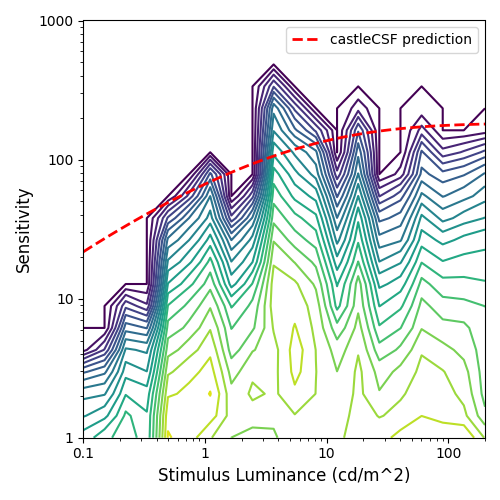 1000
castleCSF prediction
100
Sensitivity
10
1
0.1 1 10 100
Stimulus Luminance (cd/m^2)